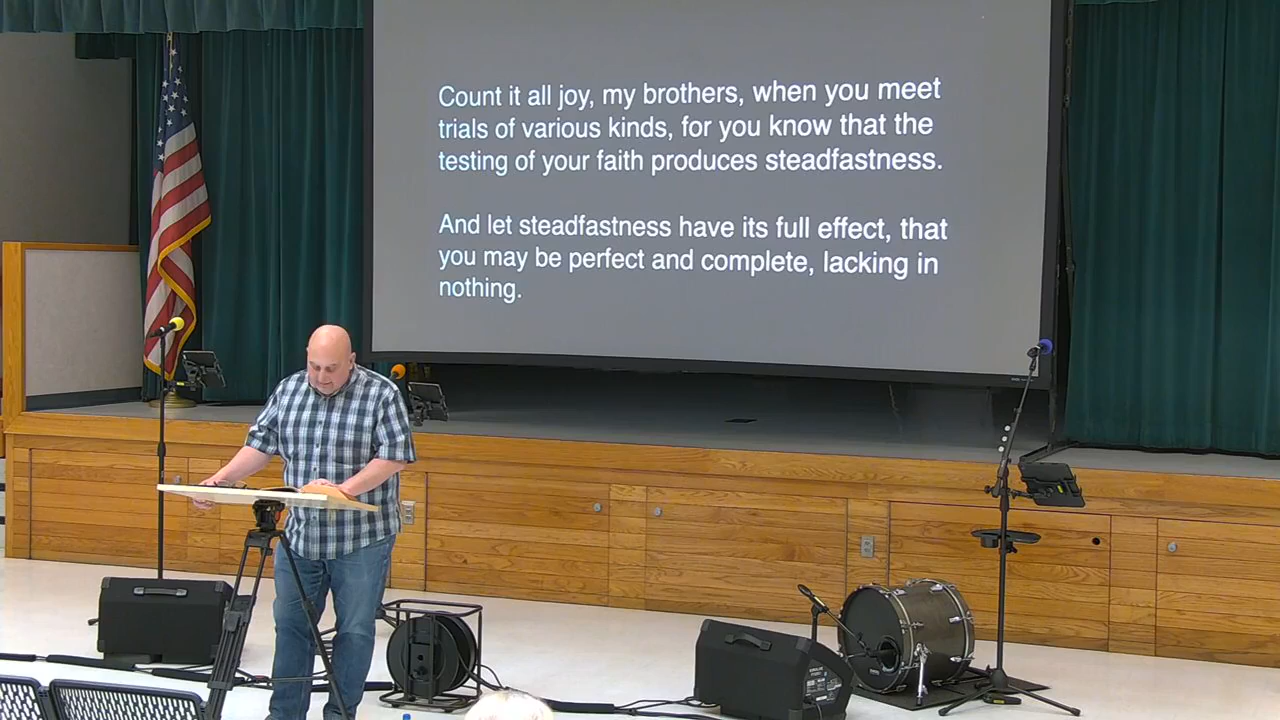 Count it all joy, my brothers, when you meet
trials of various kinds, for you know that the
testing of your faith produces steadfastness.
And let steadfastness have its full effect, that
you may be perfect and complete, lacking in
nothing.